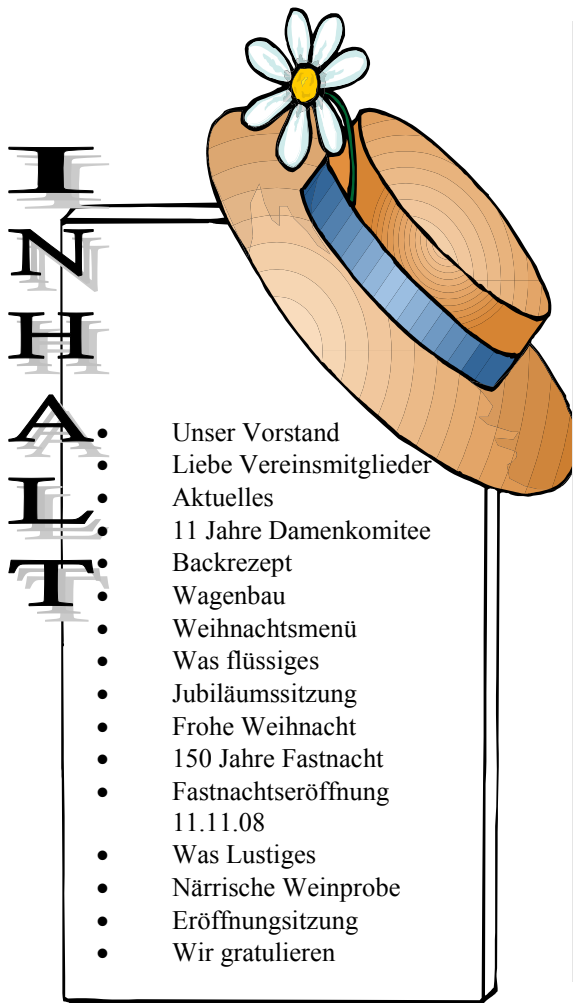 INHALT
• Unser Vorstand
• Liebe Vereinsmitglieder
• Aktuelles
• 11 Jahre Damenkomitee
• Backrezept
• Wagenbau
• Weihnachtsmenü
• Was flüssiges
• Jubiläumssitzung
• Frohe Weihnacht
• 150 Jahre Fastnacht
• Fastnachtseröffnung
11.11.08
• Was Lustiges
• Närrische Weinprobe
• Eröffnungsitzung
• Wir gratulieren